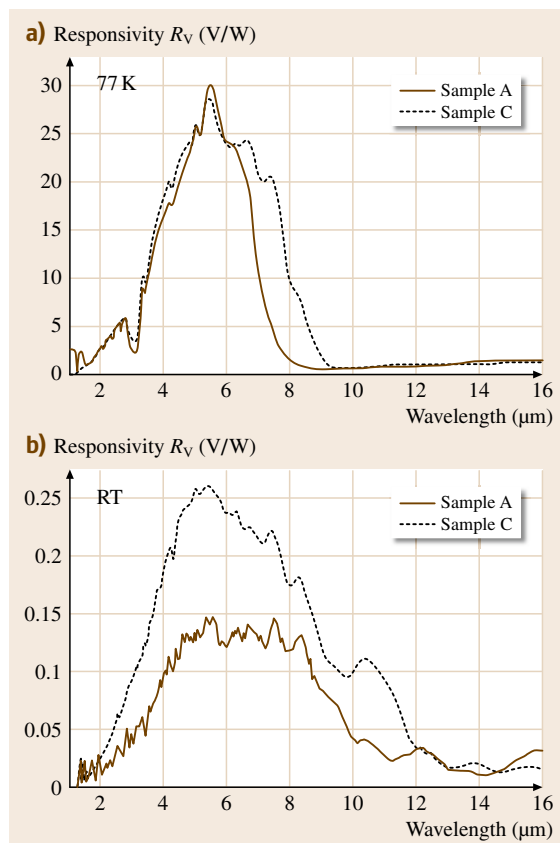 a) Responsivity RV (V/W)
77 K
Sample A
Sample C
30
25
20
15
10
5
0
2 4 6 8 10 12 14 16
Wavelength (µm)
b) Responsivity RV (V/W)
RT
Sample A
Sample C
0.25
0.2
0.15
0.1
0.05
0
2 4 6 8 10 12 14 16
Wavelength (µm)